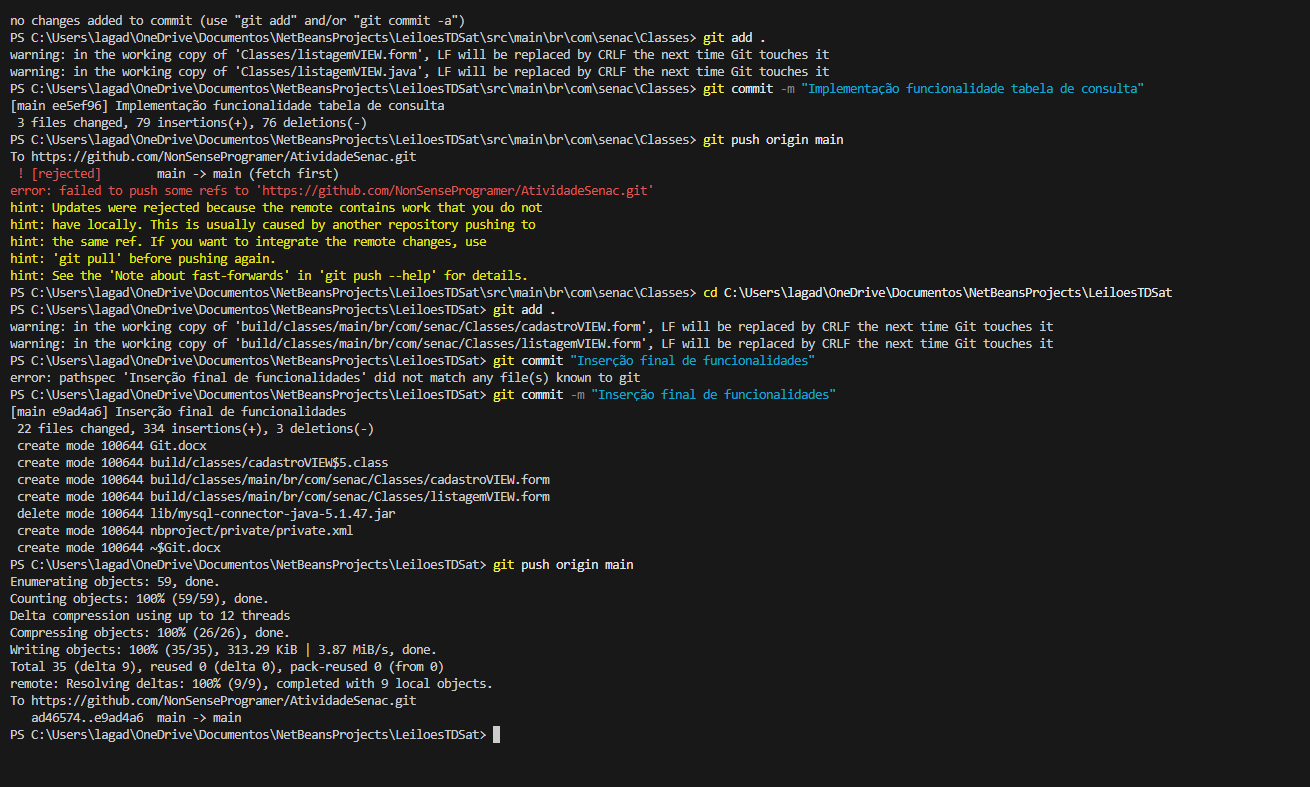 no changes added to commit (use "git add" and/or "git commit -a")
PS C:\Users\lagad\OneDrive\Documentos\NetBeansProjects\LeiloesTDSat\src\main\br\com\senac\Classes> git add .
warning: in the working copy of 'Classes/listagemVIEW.form', LF will be replaced by CRLF the next time Git touches it
warning: in the working copy of 'Classes/listagemVIEW.java', LF will be replaced by CRLF the next time Git touches it
PS C:\Users\lagad\OneDrive\Documentos\NetBeansProjects\LeiloesTDSat\src\main\br\com\senac\Classes> git commit -m "Implementação funcionalidade tabela de consulta"
[main ee5ef96] Implementação funcionalidade tabela de consulta
 3 files changed, 79 insertions(+), 76 deletions(-)
PS C:\Users\lagad\OneDrive\Documentos\NetBeansProjects\LeiloesTDSat\src\main\br\com\senac\Classes> git push origin main
To https://github.com/NonSenseProgramer/AtividadeSenac.git
 ! [rejected]        main -> main (fetch first)
error: failed to push some refs to 'https://github.com/NonSenseProgramer/AtividadeSenac.git'
hint: Updates were rejected because the remote contains work that you do not
hint: have locally. This is usually caused by another repository pushing to
hint: the same ref. If you want to integrate the remote changes, use
hint: 'git pull' before pushing again.
hint: See the 'Note about fast-forwards' in 'git push --help' for details.
PS C:\Users\lagad\OneDrive\Documentos\NetBeansProjects\LeiloesTDSat\src\main\br\com\senac\Classes> cd C:\Users\lagad\OneDrive\Documentos\NetBeansProjects\LeiloesTDSat
PS C:\Users\lagad\OneDrive\Documentos\NetBeansProjects\LeiloesTDSat> git add .
warning: in the working copy of 'build/classes/main/br/com/senac/Classes/cadastroVIEW.form', LF will be replaced by CRLF the next time Git touches it
warning: in the working copy of 'build/classes/main/br/com/senac/Classes/listagemVIEW.form', LF will be replaced by CRLF the next time Git touches it
PS C:\Users\lagad\OneDrive\Documentos\NetBeansProjects\LeiloesTDSat> git commit "Inserção final de funcionalidades"
error: pathspec 'Inserção final de funcionalidades' did not match any file(s) known to git
PS C:\Users\lagad\OneDrive\Documentos\NetBeansProjects\LeiloesTDSat> git commit -m "Inserção final de funcionalidades"
[main e9ad4a6] Inserção final de funcionalidades
 22 files changed, 334 insertions(+), 3 deletions(-)
 create mode 100644 Git.docx
 create mode 100644 build/classes/cadastroVIEW$5.class
 create mode 100644 build/classes/main/br/com/senac/Classes/cadastroVIEW.form
 create mode 100644 build/classes/main/br/com/senac/Classes/listagemVIEW.form
 delete mode 100644 lib/mysql-connector-java-5.1.47.jar
 create mode 100644 nbproject/private/private.xml
 create mode 100644 ~$Git.docx
PS C:\Users\lagad\OneDrive\Documentos\NetBeansProjects\LeiloesTDSat> git push origin main
Enumerating objects: 59, done.
Counting objects: 100% (59/59), done.
Delta compression using up to 12 threads
Compressing objects: 100% (26/26), done.
Writing objects: 100% (35/35), 313.29 KiB | 3.87 MiB/s, done.
Total 35 (delta 9), reused 0 (delta 0), pack-reused 0 (from 0)
remote: Resolving deltas: 100% (9/9), completed with 9 local objects.
To https://github.com/NonSenseProgramer/AtividadeSenac.git
   ad46574..e9ad4a6  main -> main
PS C:\Users\lagad\OneDrive\Documentos\NetBeansProjects\LeiloesTDSat>